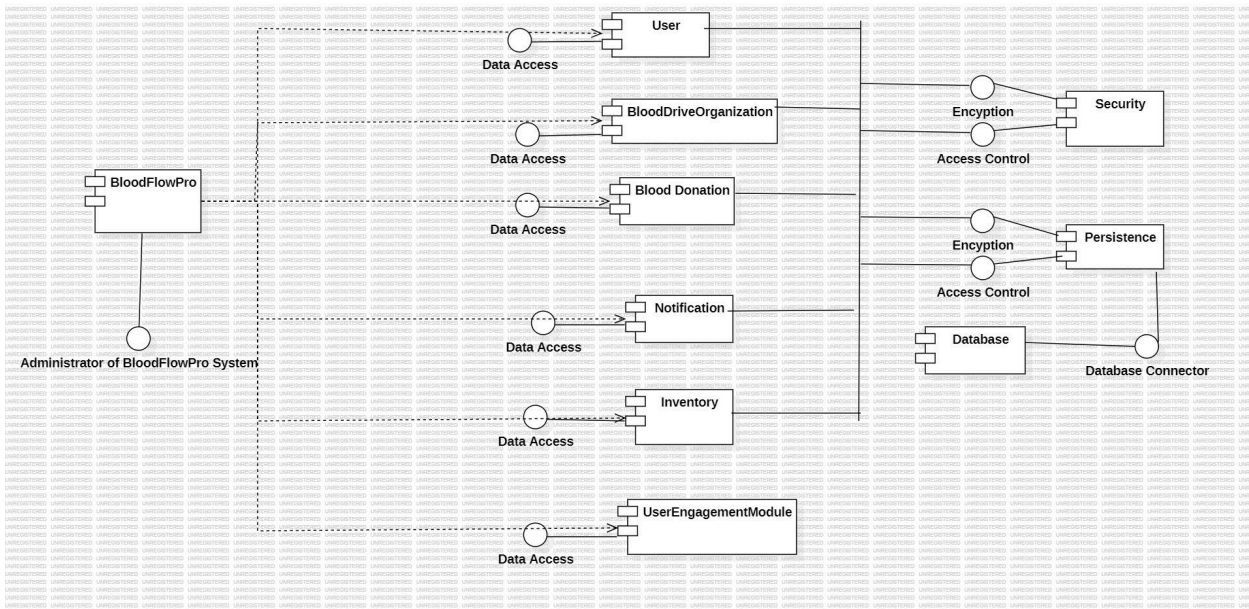 User
Data Access
BloodDriveOrganization
Data Access
Blood Donation
Data Access
Notification
Data Access
Inventory
Data Access
UserEngagementModule
Data Access
BloodFlowPro
Administrator of BloodFlowPro System
Encyption
Security
Access Control
Encyption
Persistence
Access Control
Database
Database Connector
UNREGISTERED